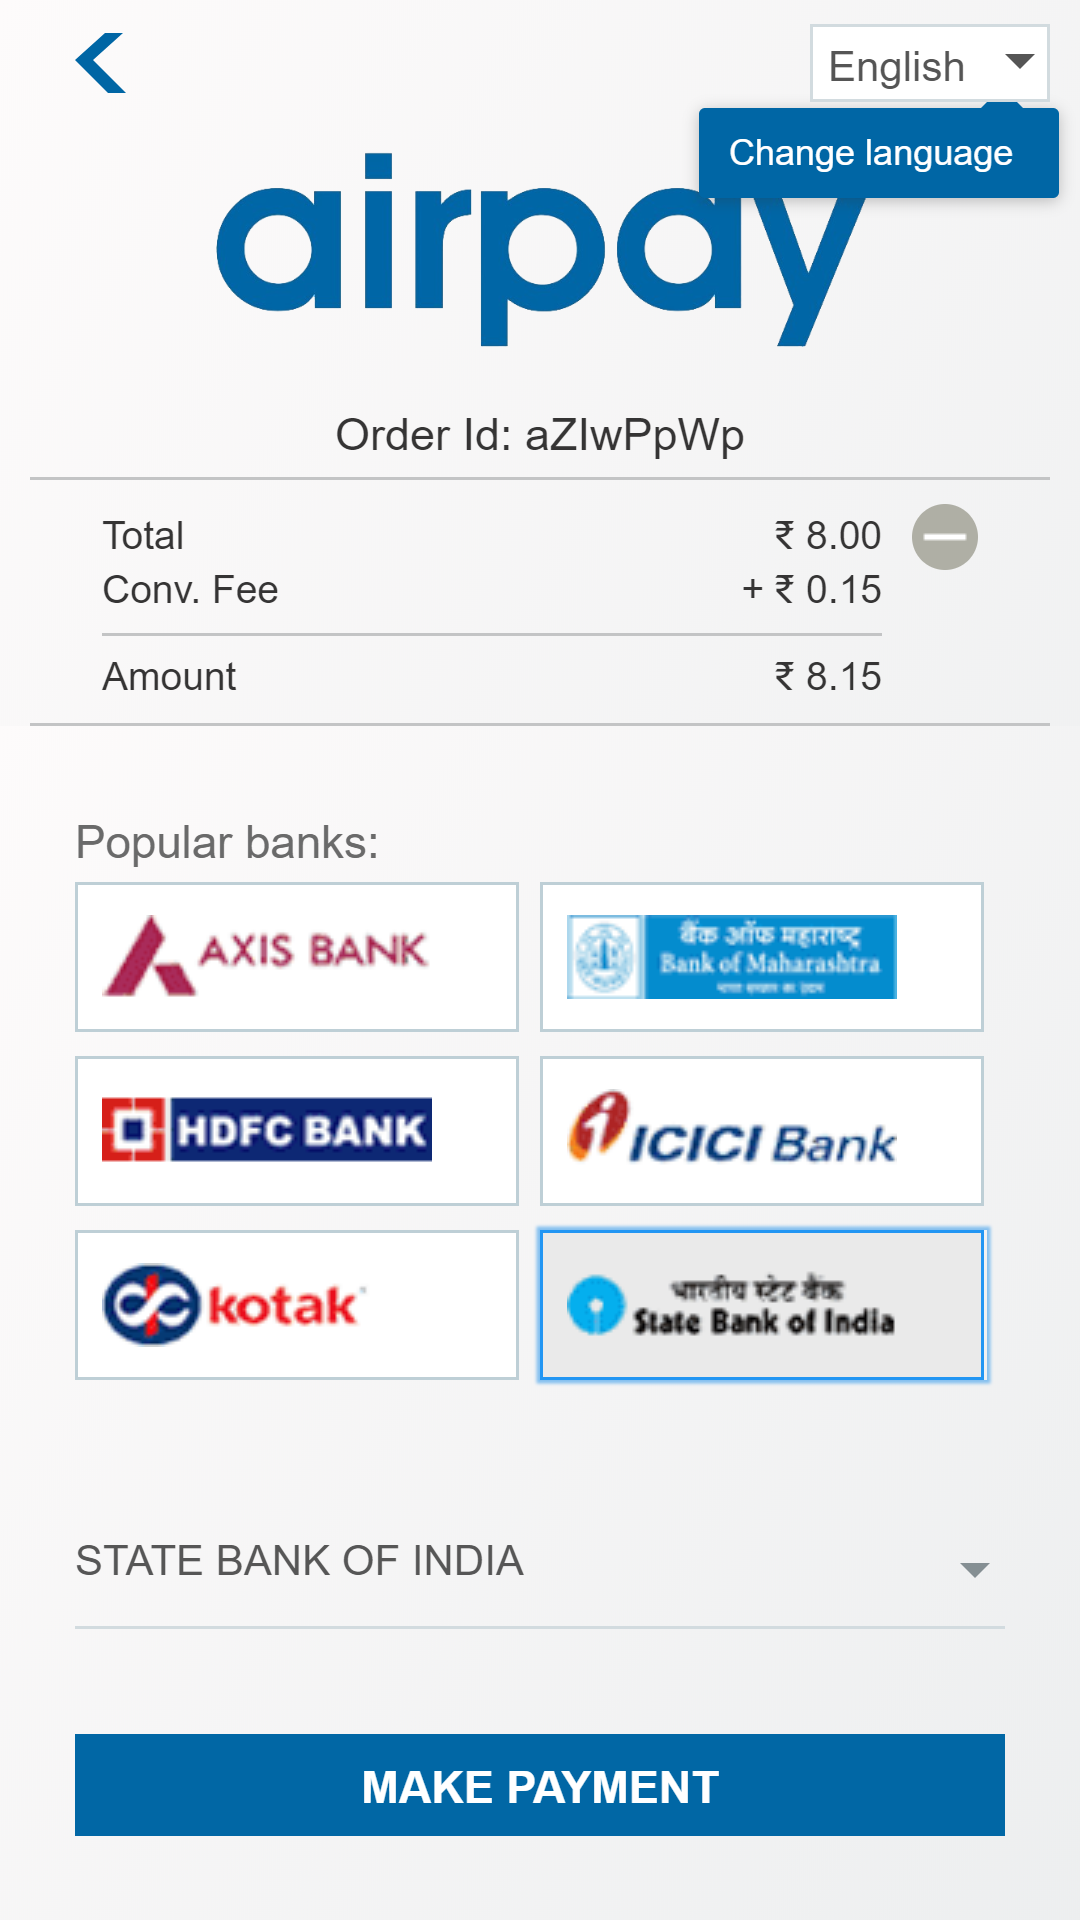 English
Change language
airpay
Order Id: aZIwPpWp
Total ₹ 8.00
Conv. Fee + ₹ 0.15
Amount ₹ 8.15
Popular banks:
AXIS BANK
बैंक ऑफ महाराष्ट्र
Bank of Maharashtra
HDFC BANK
ICICI Bank
kotak
भारतीय स्टेट बैंक
State Bank of India
STATE BANK OF INDIA
MAKE PAYMENT